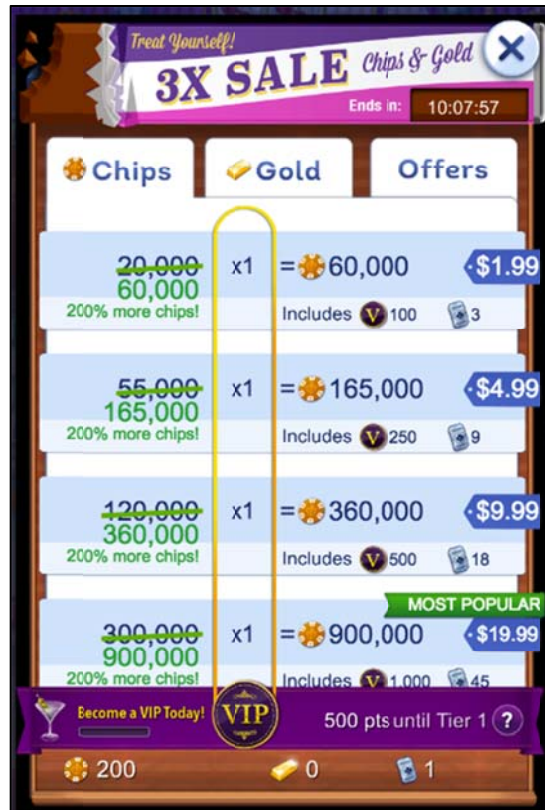 Treat Yourself!
3X SALE Chips & Gold
Ends in: 10:07:57
Chips Gold Offers
20,000 x1 = 60,000 $1.99
60,000
200% more chips! Includes V 100 3
55,000 x1 = 165,000 $4.99
165,000
200% more chips! Includes V 250 9
120,000 x1 = 360,000 $9.99
360,000
200% more chips! Includes V 500 18
MOST POPULAR
300,000 x1 = 900,000 $19.99
900,000
200% more chips! Includes V 1,000 45
Become a VIP Today! VIP 500 pts until Tier 1 ?
200 0 1